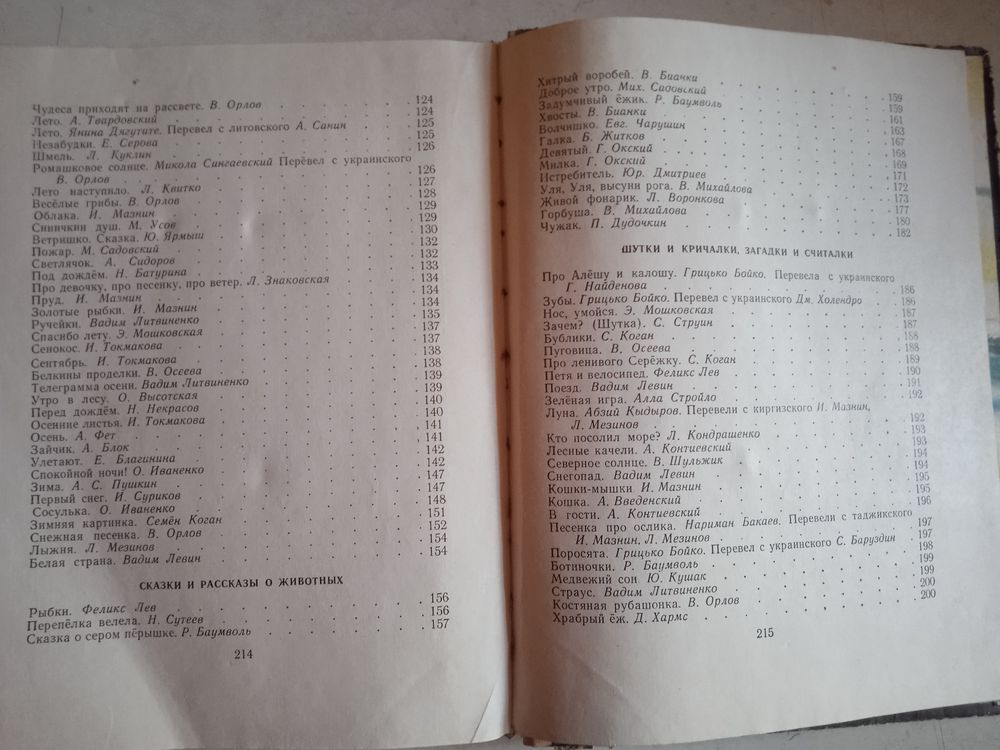 Чудеса приходят на рассвете. В. Орлов 124
Лето. А. Твардовский 124
Лето. Янина Дягутите. Перевел с литовского А. Санин 125
Незабудки. Е. Серова 125
Шмель. Л. Куклин 126
Ромашковое солнце. Микола Сингаевский Перевел с украинского
В. Орлов 126
Лето наступило. Л. Квитко 127
Весёлые грибы. В. Орлов 128
Облака. И. Мазнин 129
Синичкин душ. М. Усов 129
Ветришко. Сказка. Ю. Ярмыш 130
Пожар. М. Садовский 132
Светлячок. А. Сидоров 132
Под дождём. Н. Батурина 133
Про девочку, про песенку, про ветер. Л. Знаковская 134
Пруд. И. Мазнин 134
Золотые рыбки. И. Мазнин 134
Ручейки. Вадим Литвиненко 135
Спасибо лету. Э. Мошковская 137
Сенокос. И. Токмакова 137
Сентябрь. И. Токмакова 138
Белкины проделки. В. Осеева 138
Телеграмма осени. Вадим Литвиненко 139
Утро в лесу. О. Высотская 139
Перед дождём. Н. Некрасов 140
Осенние листья. И. Токмакова 140
Осень. А. Фет 141
Зайчик. А. Блок 141
Улетают. Е. Благинина 142
Спокойной ночи! О. Иваненко 142
Зима. А. С. Пушкин 147
Первый снег. И. Суриков 147
Сосулька. О. Иваненко 148
Зимняя картинка. Семён Коган 151
Снежная песенка. В. Орлов 152
Лыжня. Л. Мезинов 154
Белая страна. Вадим Левин 154
СКАЗКИ И РАССКАЗЫ О ЖИВОТНЫХ
Рыбки. Феликс Лев 156
Перепёлка велела. Н. Сутеев 156
Сказка о сером пёрышке. Р. Баумволь 157
214
Хитрый воробей. В. Бианки 159
Доброе утро. Мих. Садовский 159
Задумчивый ёжик. Р. Баумволь 161
Хвосты. В. Бианки 163
Волчишко. Евг. Чарушин 167
Галка. Б. Житков 168
Девятый. Г. Окский 169
Милка. Г. Окский 171
Истребитель. Юр. Дмитриев 172
Уля, Уля, высуни рога. В. Михайлова 173
Живой фонарик. Л. Воронкова 177
Горбуша. В. Михайлова 180
Чужак. П. Дудочкин 182
ШУТКИ И КРИЧАЛКИ, ЗАГАДКИ И СЧИТАЛКИ
Про Алёшу и калошу. Грицько Бойко. Перевела с украинского
Г. Найденова 186
Зубы. Грицько Бойко. Перевел с украинского Дм. Холендро 186
Нос, умойся. Э. Мошковская 187
Зачем? (Шутка). С. Струин 187
Бублики. С. Коган 188
Пуговица. В. Осеева 188
Про ленивого Серёжку. С. Коган 189
Петя и велосипед. Феликс Лев 190
Поезд. Вадим Левин 191
Зелёная игра. Алла Стройло 192
Луна. Абзий Кыдыров. Перевели с киргизского И. Мазнин,
Л. Мезинов 192
Кто посолил море? Л. Кондрашенко 193
Лесные качели. А. Контиевский 193
Северное солнце. В. Шульжик 194
Снегопад. Вадим Левин 194
Кошки-мышки. И. Мазнин 195
Кошка. А. Введенский 195
В гости. А. Контиевский 196
Песенка про ослика. Нариман Бакаев. Перевели с таджикского
И. Мазнин, Л. Мезинов 197
Поросята. Грицько Бойко. Перевел с украинского С. Баруздин 197
Ботиночки. Р. Баумволь 198
Медвежий сон. Ю. Кушак 199
Страус. Вадим Литвиненко 199
Костяная рубашонка. В. Орлов 200
Храбрый ёж. Д. Хармс 200
215